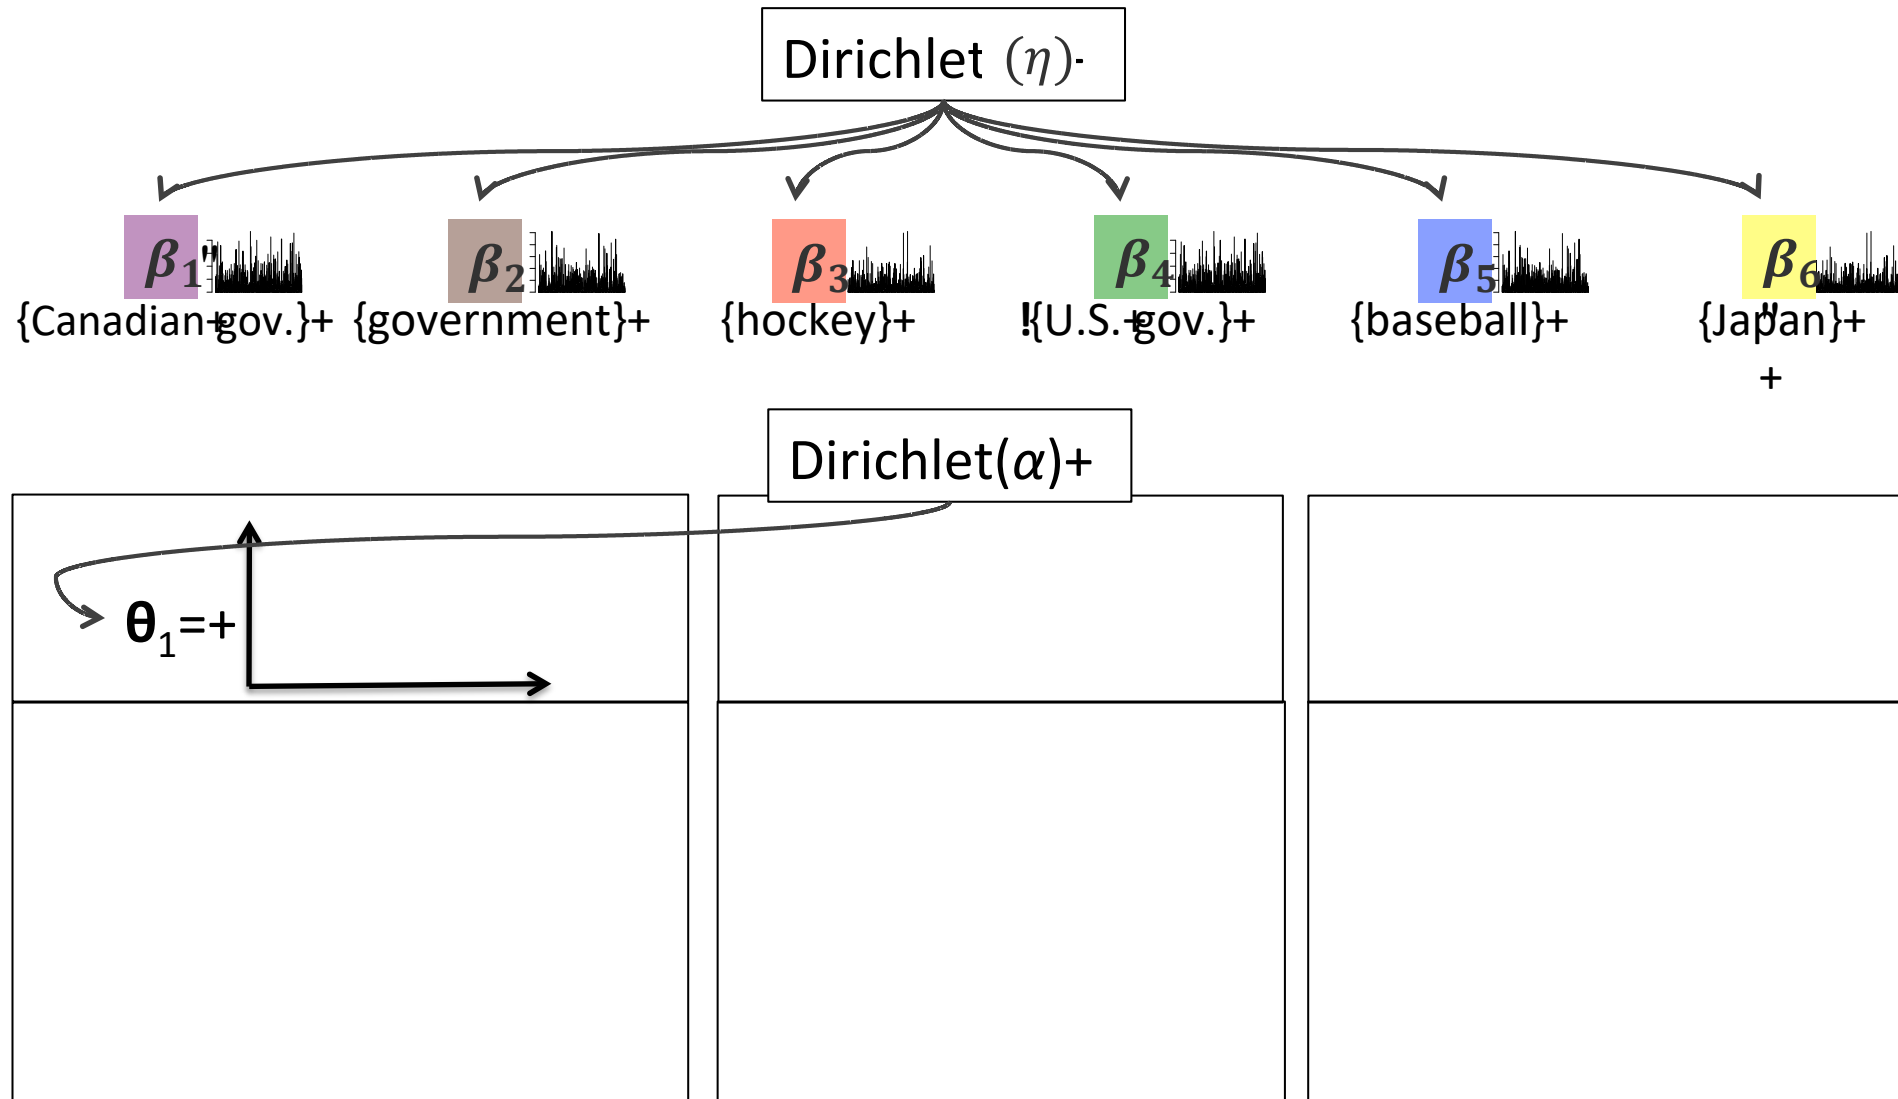 Dirichlet (η)-
β1" β2 β3 β4 β5 β6
{Canadian+gov.}+ {government}+ {hockey}+ !{U.S.+gov.}+ {baseball}+ {Japan}+"
+
Dirichlet(α)+
θ1=+